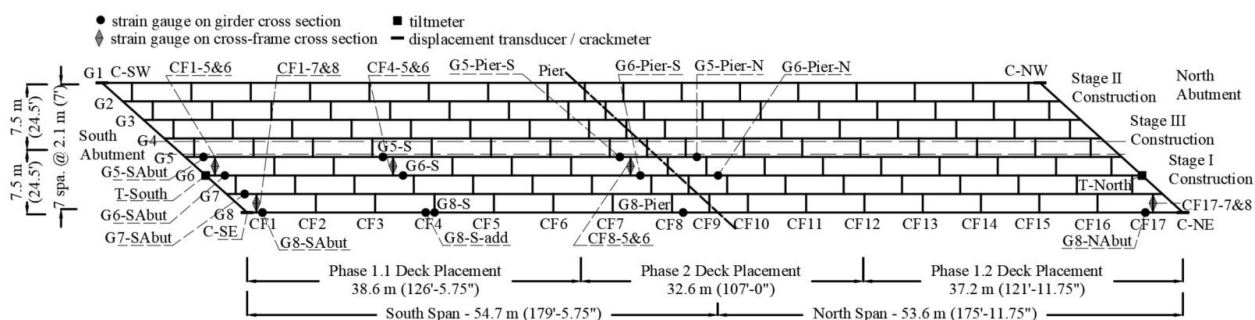 strain gauge on girder cross section
tiltmeter
strain gauge on cross-frame cross section
displacement transducer / crackmeter
CF1-5&6
CF1-7&8
CF4-5&6
G5-Pier-S
Pier
G6-Pier-S
G5-Pier-N
G6-Pier-N
G1
C-SW
C-NW
Stage II
Construction
North
Abutment
G2
G3
Stage III
Construction
G4
South
Abutment
G5
G5-S
G6-S
Stage I
Construction
G5-SAbut
G6
T-North
T-South
G7
G6-SAbut
G8
G8-S
G8-Pier
CF17-7&8
C-SE
CF1
CF2
CF3
CF4
CF5
CF6
CF7
CF8
CF9
CF10
CF11
CF12
CF13
CF14
CF15
CF16
CF17
C-NE
G7-SAbut
G8-SAbut
G8-S-add
CF8-5&6
G8-NAbut
7.5 m
(24.5')
7.5 m
(24.5')
7 spa. @ 2.1 m (7')
Phase 1.1 Deck Placement
38.6 m (126'-5.75")
Phase 2 Deck Placement
32.6 m (107'-0")
Phase 1.2 Deck Placement
37.2 m (121'-11.75")
South Span - 54.7 m (179'-5.75")
North Span - 53.6 m (175'-11.75")